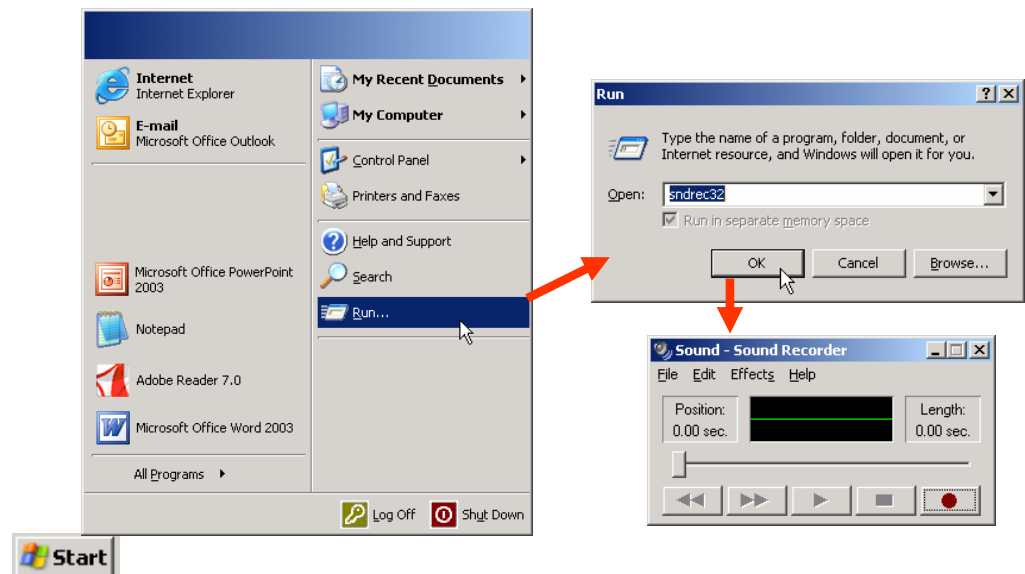 Internet
Internet Explorer
E-mail
Microsoft Office Outlook
Microsoft Office PowerPoint
2003
Notepad
Adobe Reader 7.0
Microsoft Office Word 2003
All Programs
My Recent Documents
My Computer
Control Panel
Printers and Faxes
Help and Support
Search
Run...
Log Off
Shut Down
Start
Run
Type the name of a program, folder, document, or
Internet resource, and Windows will open it for you.
Open: sndrec32
Run in separate memory space
OK
Cancel
Browse...
Sound - Sound Recorder
File Edit Effects Help
Position:
0.00 sec.
Length:
0.00 sec.